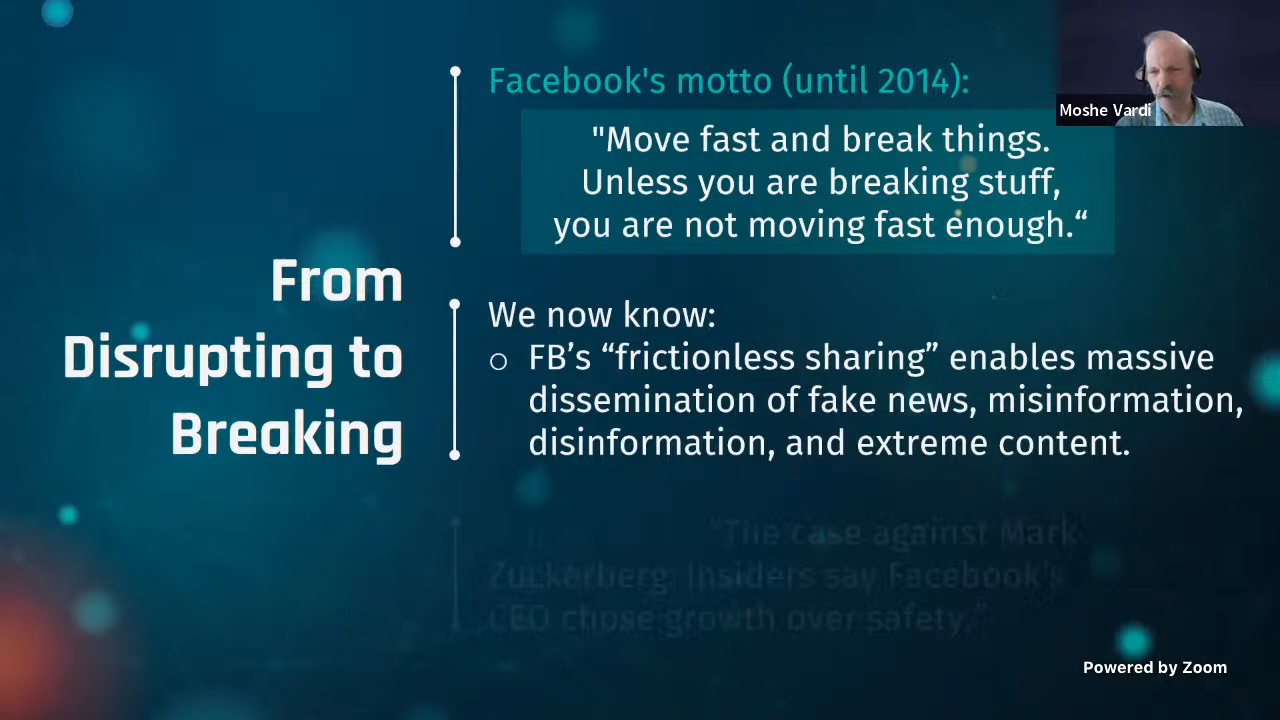 From
Disrupting to
Breaking
Facebook's motto (until 2014):
"Move fast and break things.
Unless you are breaking stuff,
you are not moving fast enough.“
We now know:
○ FB’s “frictionless sharing” enables massive
dissemination of fake news, misinformation,
disinformation, and extreme content.
"The case against Mark
Zuckerberg: Insiders say Facebook's
CEO chose growth over safety,”
Moshe Vardi
Powered by Zoom